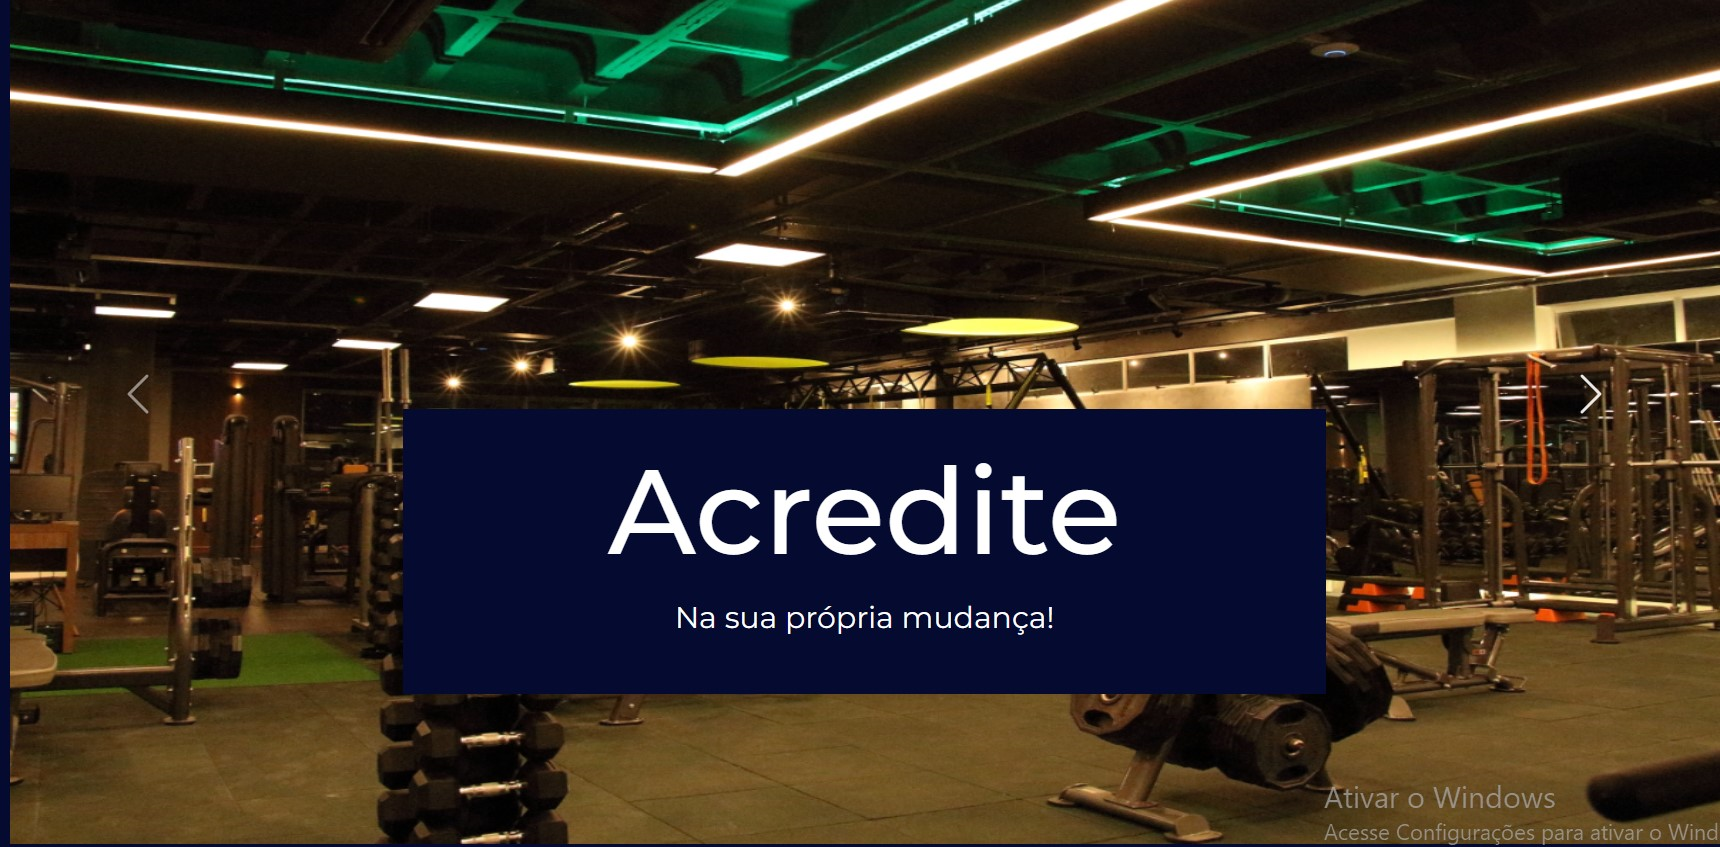 Acredite
Na sua própria mudança!
Ativar o Windows
Acesse Configurações para ativar o Wind